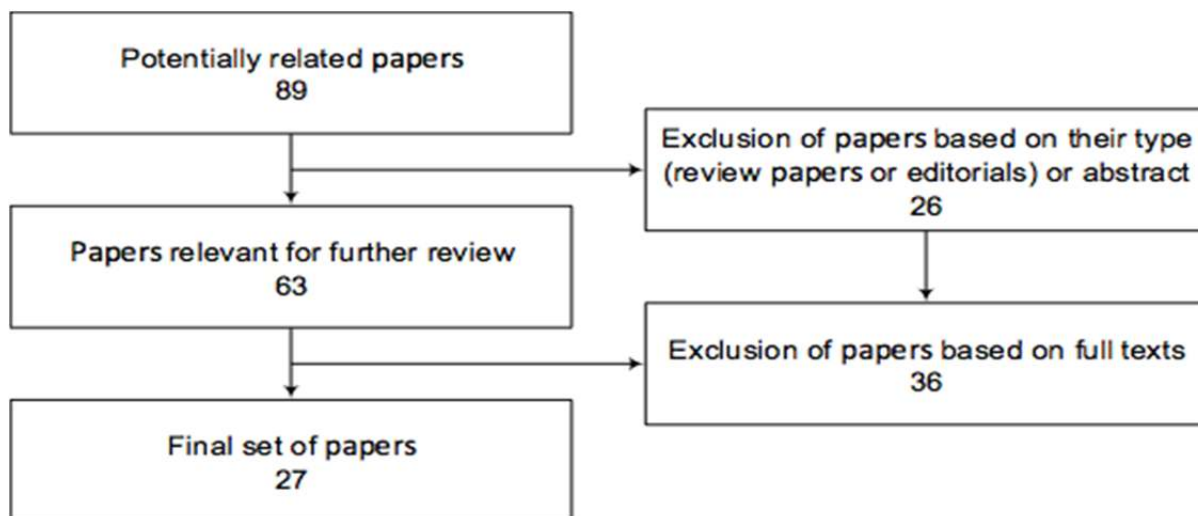 Potentially related papers
89
Exclusion of papers based on their type
(review papers or editorials) or abstract
26
Papers relevant for further review
63
Exclusion of papers based on full texts
36
Final set of papers
27